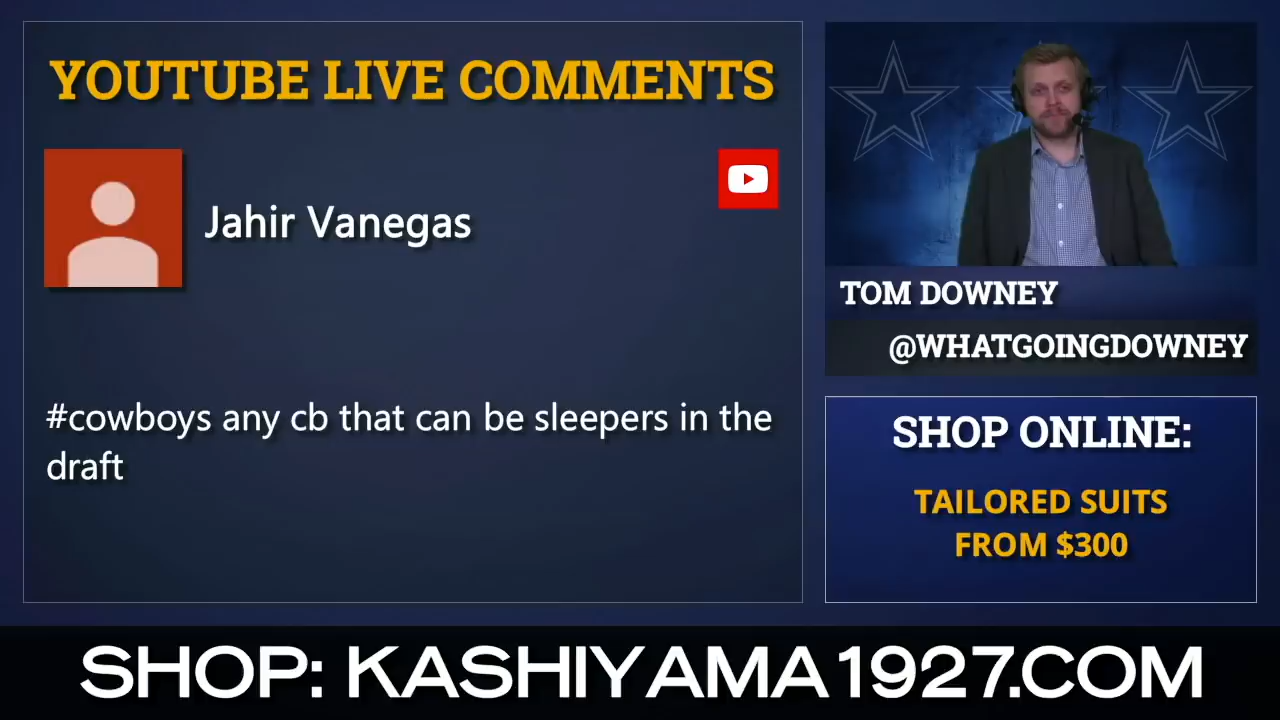 YOUTUBE LIVE COMMENTS
Jahir Vanegas
#cowboys any cb that can be sleepers in the
draft
TOM DOWNEY
@WHATGOINGDOWNEY
SHOP ONLINE:
TAILORED SUITS
FROM $300
SHOP: KASHIYAMA1927.COM